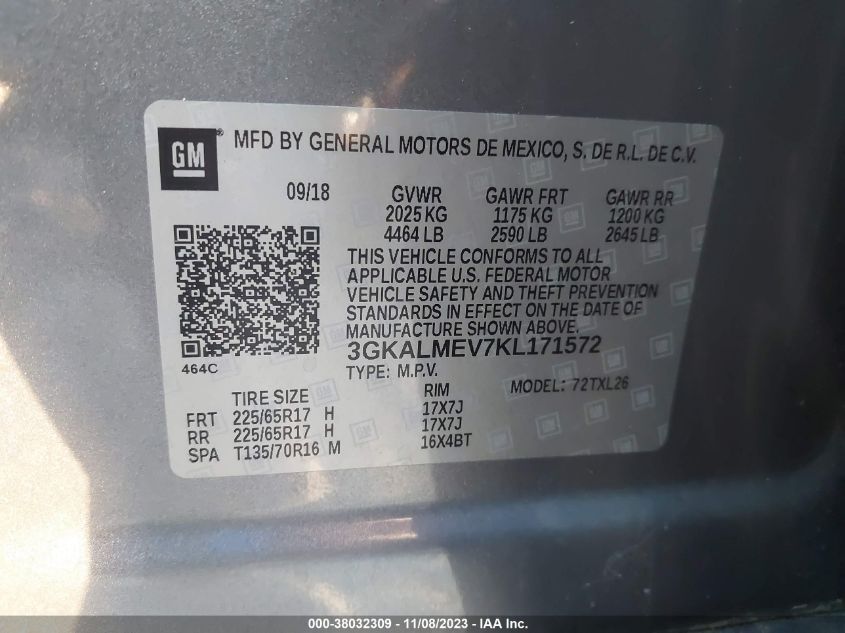 GM ® MFD BY GENERAL MOTORS DE MEXICO, S. DE R.L. DE C.V.
09/18 GVWR GAWR FRT GAWR RR
2025 KG 1175 KG 1200 KG
4464 LB 2590 LB 2645 LB
THIS VEHICLE CONFORMS TO ALL
APPLICABLE U.S. FEDERAL MOTOR
VEHICLE SAFETY AND THEFT PREVENTION
STANDARDS IN EFFECT ON THE DATE OF
MANUFACTURE SHOWN ABOVE.
3GKALMEV7KL171572
464C TYPE: M.P.V. MODEL: 72TXL26
TIRE SIZE RIM
FRT 225/65R17 H 17X7J
RR 225/65R17 H 17X7J
SPA T135/70R16 M 16X4BT
000-38032309 - 11/08/2023 - IAA Inc.